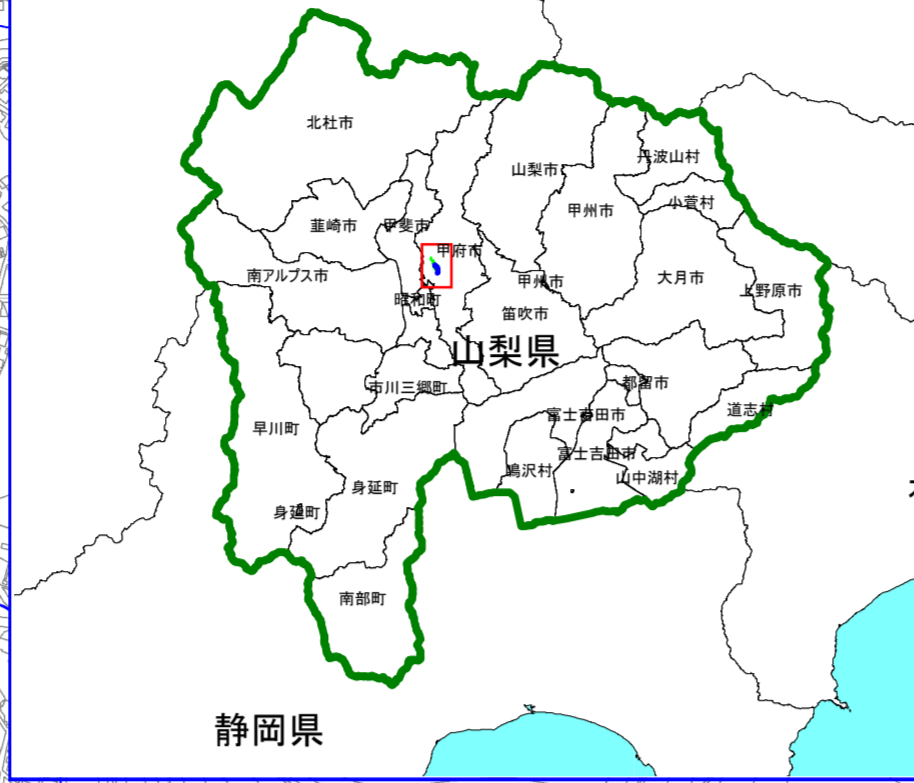 北杜市
丹波山村
山梨市
小菅村
甲州市
韮崎市
甲斐市
甲府市
南アルプス市
甲州市
大月市
上野原市
昭和町
笛吹市
山梨県
市川三郷町
都留市
道志村
富士吉田市
早川町
富士吉田市
鳴沢村
山中湖村
身延町
身延町
南部町
静岡県